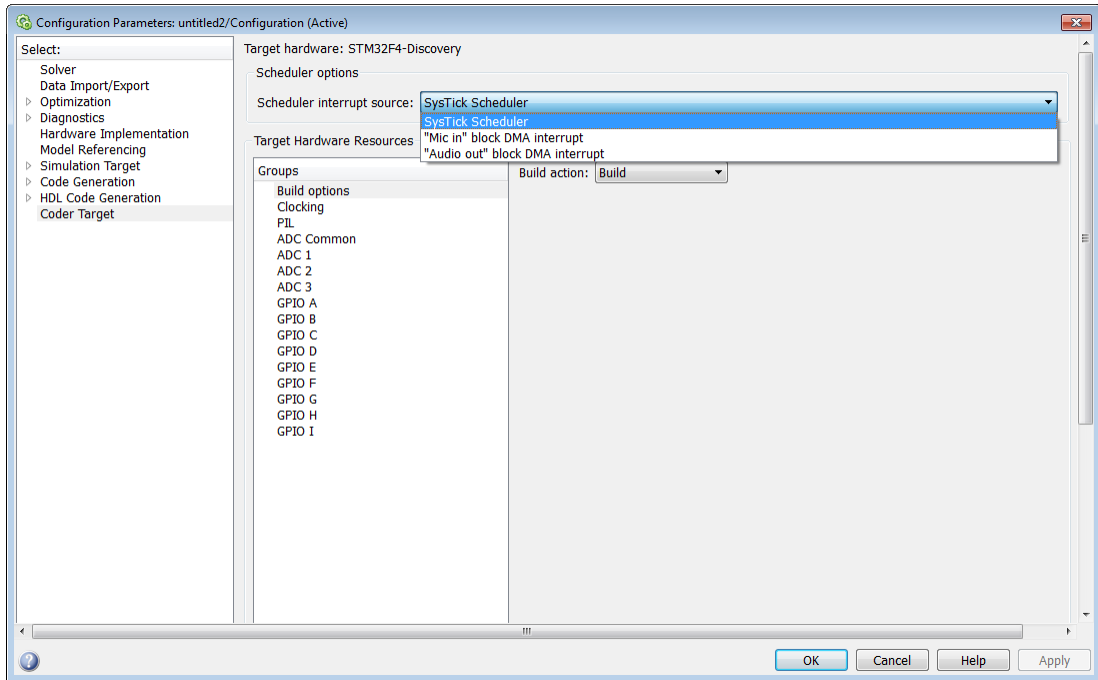 Configuration Parameters: untitled2/Configuration (Active)
Select:
Solver
Data Import/Export
Optimization
Diagnostics
Hardware Implementation
Model Referencing
Simulation Target
Code Generation
HDL Code Generation
Coder Target
Target hardware: STM32F4-Discovery
Scheduler options
Scheduler interrupt source: SysTick Scheduler
SysTick Scheduler
"Mic in" block DMA interrupt
"Audio out" block DMA interrupt
Target Hardware Resources
Groups
Build options
Clocking
PIL
ADC Common
ADC 1
ADC 2
ADC 3
GPIO A
GPIO B
GPIO C
GPIO D
GPIO E
GPIO F
GPIO G
GPIO H
GPIO I
Build action: Build
OK Cancel Help Apply